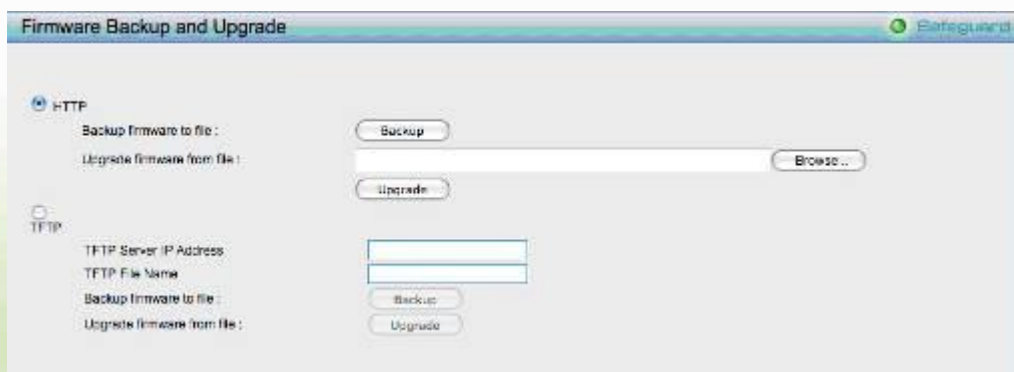 Firmware Backup and Upgrade
Safeguard
HTTP
Backup firmware to file :
Backup
Upgrade firmware from file :
Browse...
Upgrade
TFTP
TFTP Server IP Address
TFTP File Name
Backup firmware to file :
Backup
Upgrade firmware from file :
Upgrade